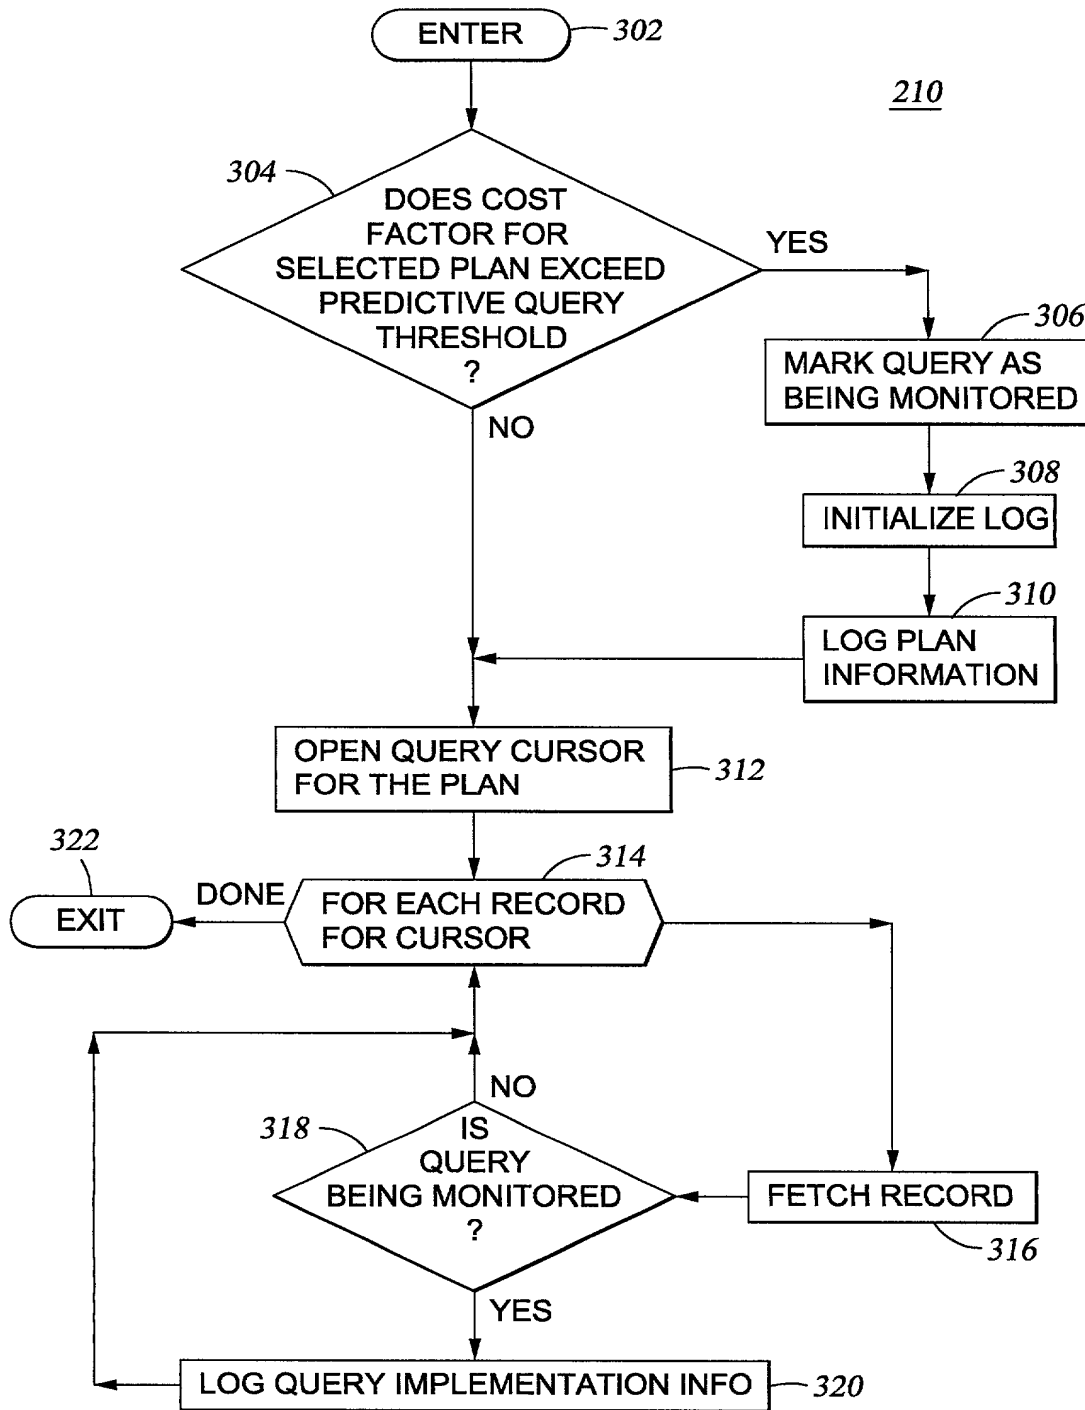 ENTER
302
210
304
DOES COST
FACTOR FOR
SELECTED PLAN EXCEED
PREDICTIVE QUERY
THRESHOLD
?
YES
NO
306
MARK QUERY AS
BEING MONITORED
308
INITIALIZE LOG
310
LOG PLAN
INFORMATION
OPEN QUERY CURSOR
FOR THE PLAN
312
322
EXIT
DONE
314
FOR EACH RECORD
FOR CURSOR
NO
318
IS
QUERY
BEING MONITORED
?
FETCH RECORD
316
YES
LOG QUERY IMPLEMENTATION INFO
320